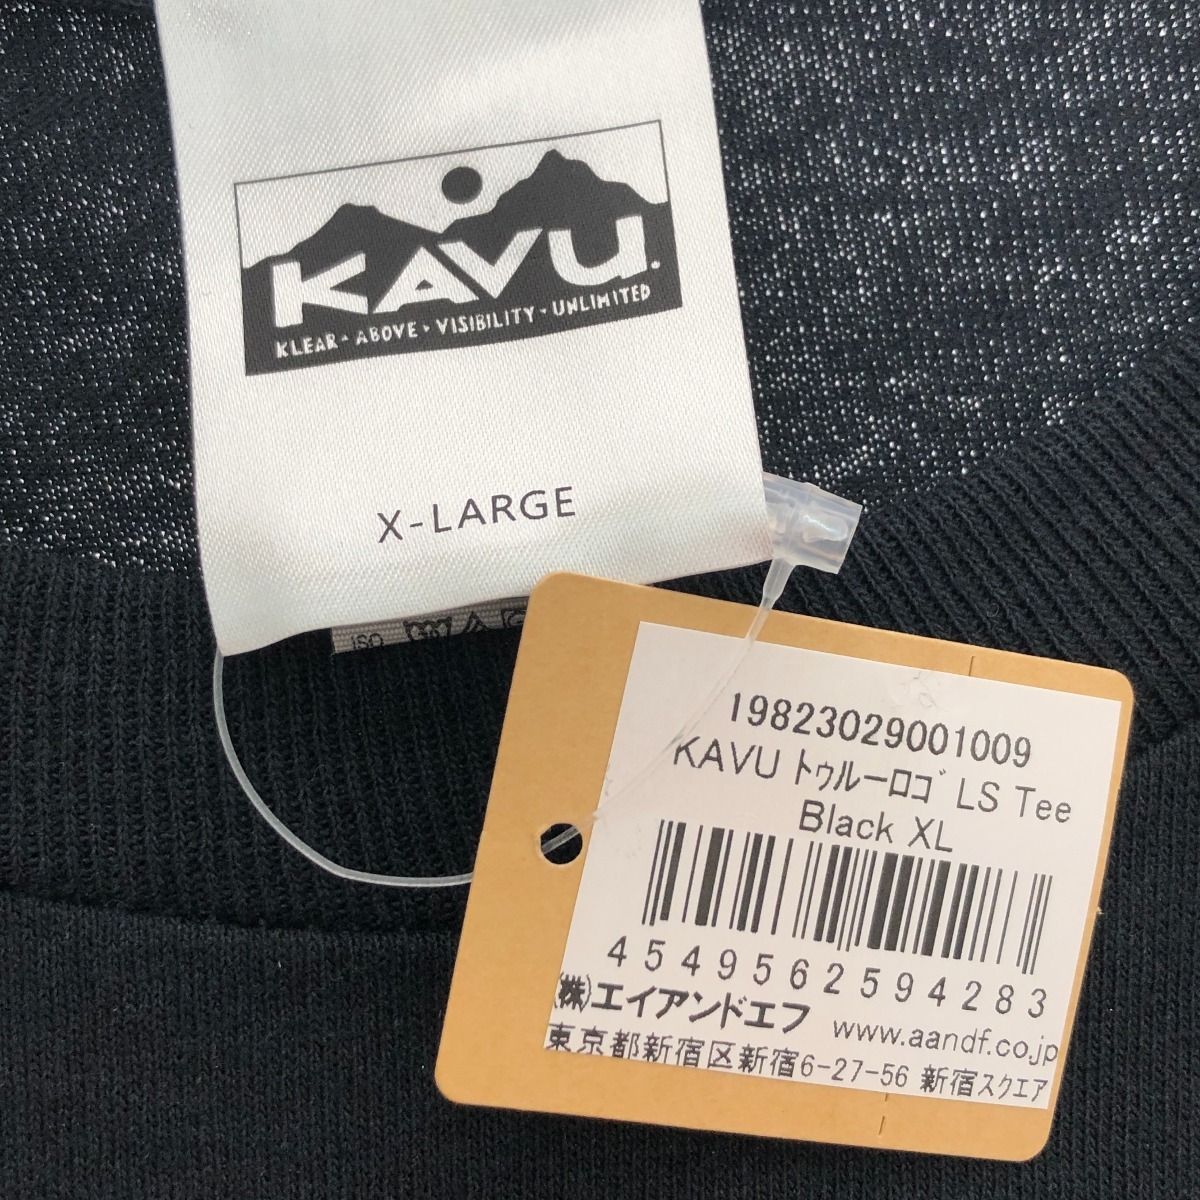 KAVU.
KLEAR・ABOVE・VISIBILITY・UNLIMITED
X-LARGE
ISO
19823029001009
KAVU トゥルーロゴ LS Tee
Black XL
4549562594283
(株)エイアンドエフ www.aandf.co.jp
東京都新宿区新宿6-27-56 新宿スクエア